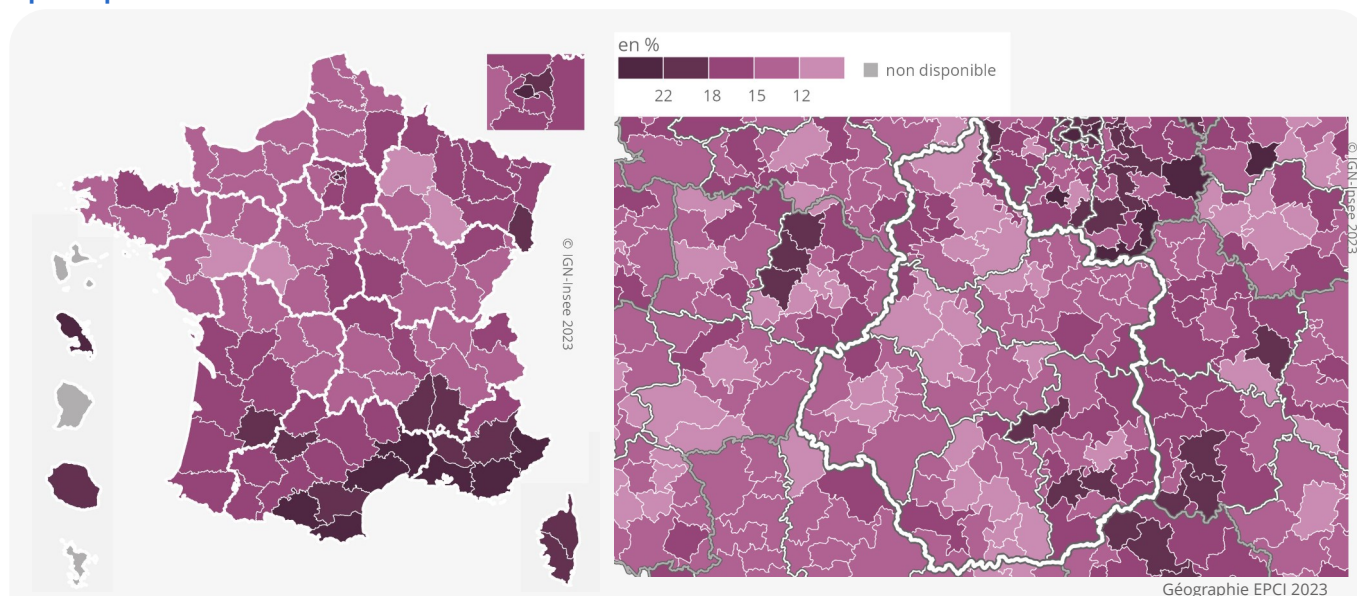 en %
22 18 15 12
non disponible
© IGN-Insee 2023
© IGN-Insee 2023
Géographie EPCI 2023